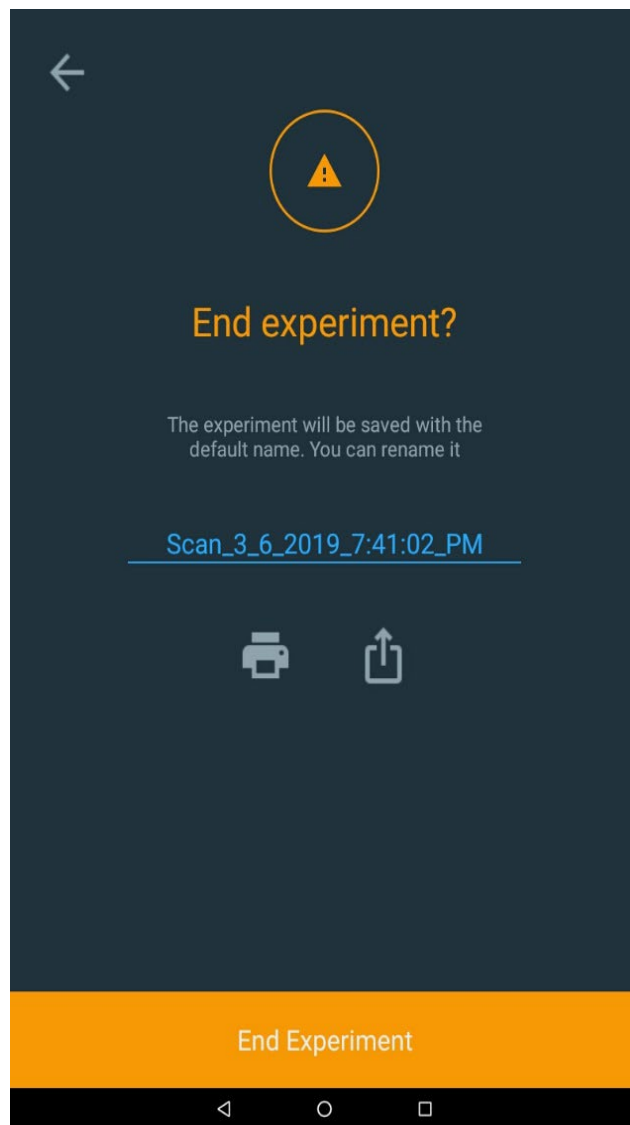 End experiment?
The experiment will be saved with the
default name. You can rename it
Scan_3_6_2019_7:41:02_PM
End Experiment